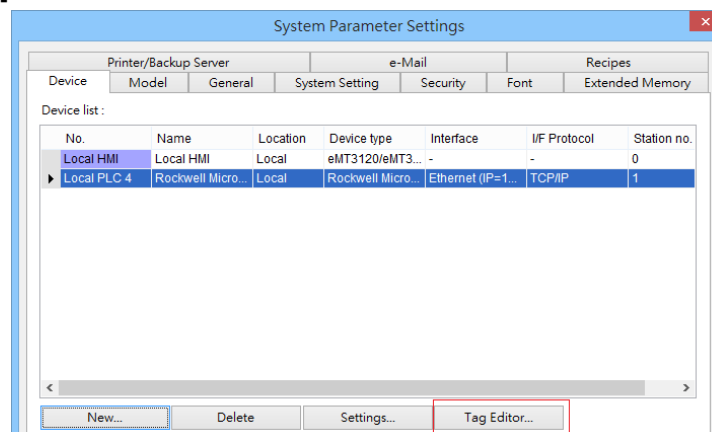 System Parameter Settings
Printer/Backup Server e-Mail Recipes
Device Model General System Setting Security Font Extended Memory
Device list :
No. Name Location Device type Interface I/F Protocol Station no.
Local HMI Local HMI Local eMT3120/eMT3... - - 0
Local PLC 4 Rockwell Micro... Local Rockwell Micro... Ethernet (IP=1... TCP/IP 1
New... Delete Settings... Tag Editor...